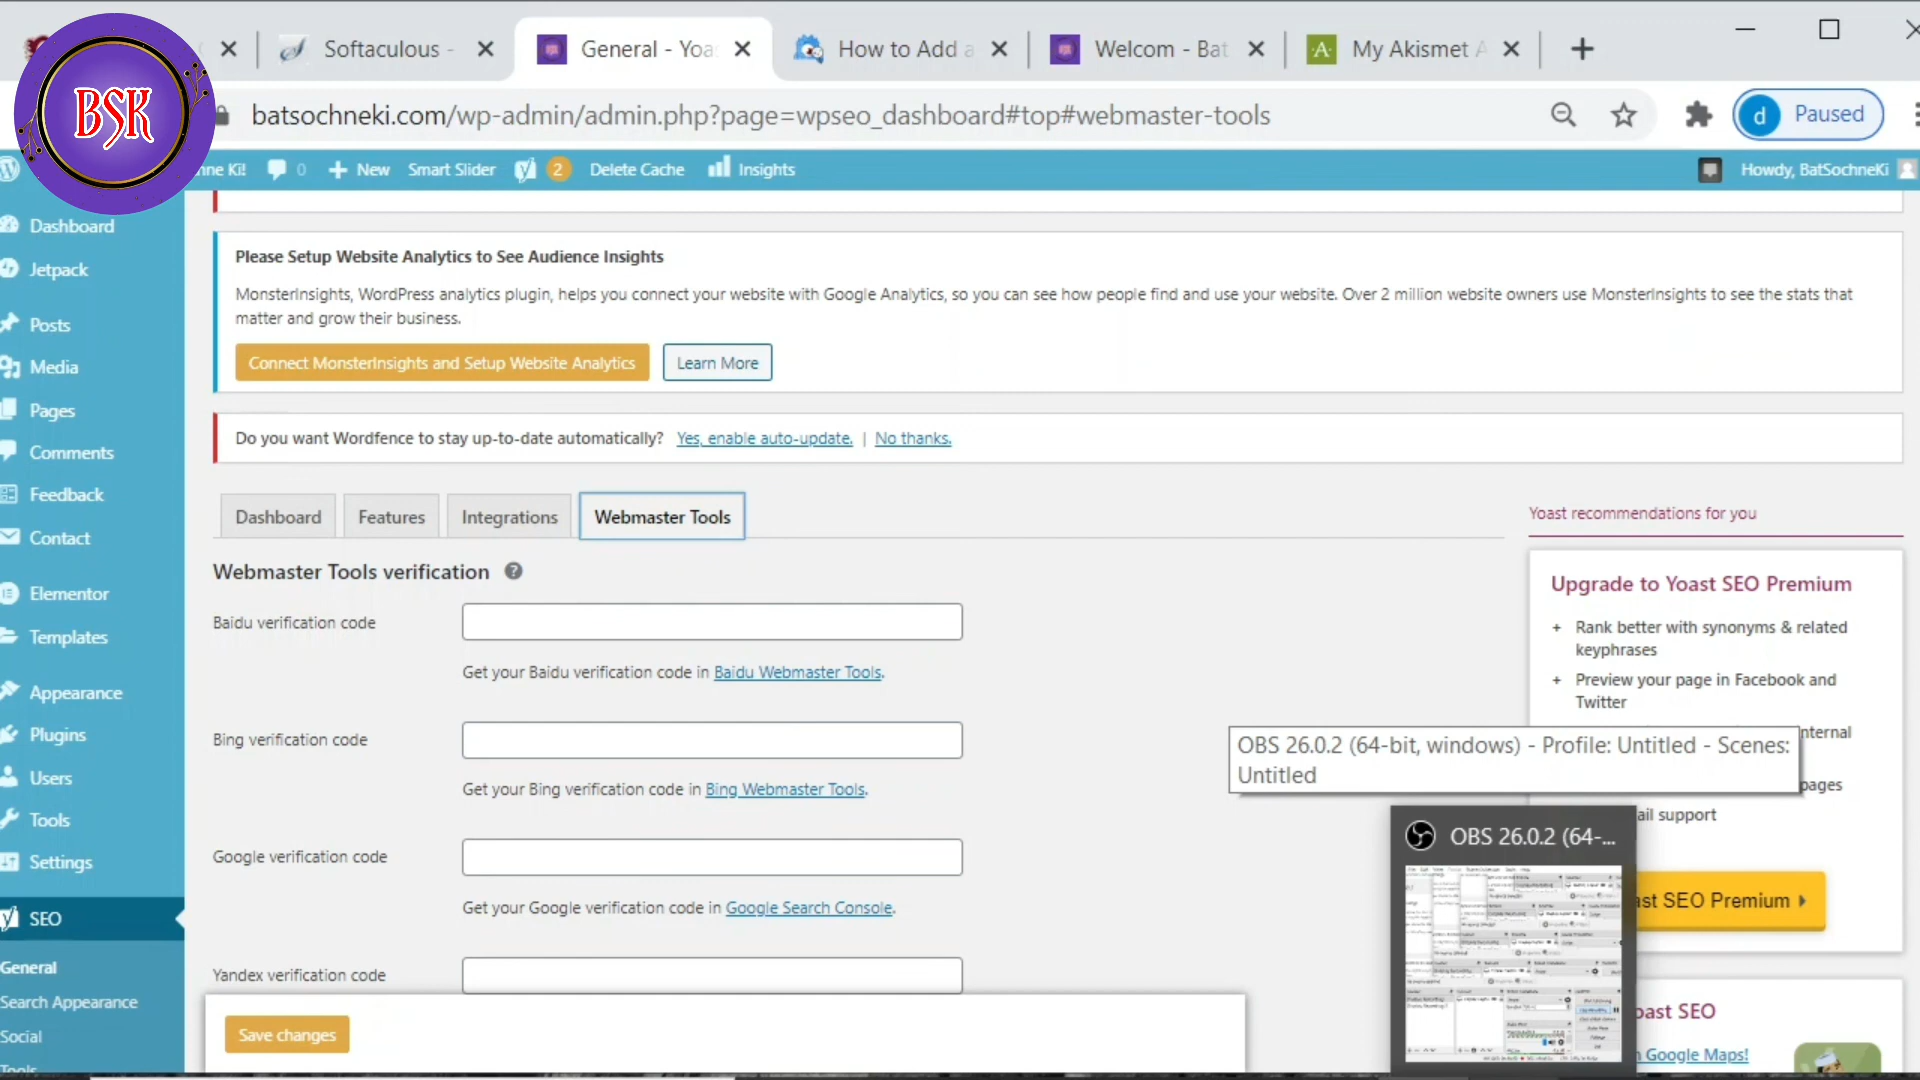 Softaculous -
General - Yoa
How to Add a
Welcom - Bat
My Akismet A
BSK
batsochneki.com/wp-admin/admin.php?page=wpseo_dashboard#top#webmaster-tools
d
Paused
hne Ki!
0
New
Smart Slider
2
Delete Cache
Insights
Howdy, BatSochneKi
Dashboard
Jetpack
Posts
Media
Pages
Comments
Feedback
Contact
Elementor
Templates
Appearance
Plugins
Users
Tools
Settings
SEO
General
Search Appearance
Social
Tools
Please Setup Website Analytics to See Audience Insights
MonsterInsights, WordPress analytics plugin, helps you connect your website with Google Analytics, so you can see how people find and use your website. Over 2 million website owners use MonsterInsights to see the stats that
matter and grow their business.
Connect MonsterInsights and Setup Website Analytics
Learn More
Do you want Wordfence to stay up-to-date automatically? Yes, enable auto-update. | No thanks.
Dashboard
Features
Integrations
Webmaster Tools
Webmaster Tools verification
Baidu verification code
Get your Baidu verification code in Baidu Webmaster Tools.
Bing verification code
Get your Bing verification code in Bing Webmaster Tools.
Google verification code
Get your Google verification code in Google Search Console.
Yandex verification code
Save changes
Yoast recommendations for you
Upgrade to Yoast SEO Premium
+ Rank better with synonyms & related
keyphrases
+ Preview your page in Facebook and
Twitter
nternal
pages
ail support
ast SEO Premium
OBS 26.0.2 (64-bit, windows) - Profile: Untitled - Scenes:
Untitled
OBS 26.0.2 (64-...
oast SEO
n Google Maps!